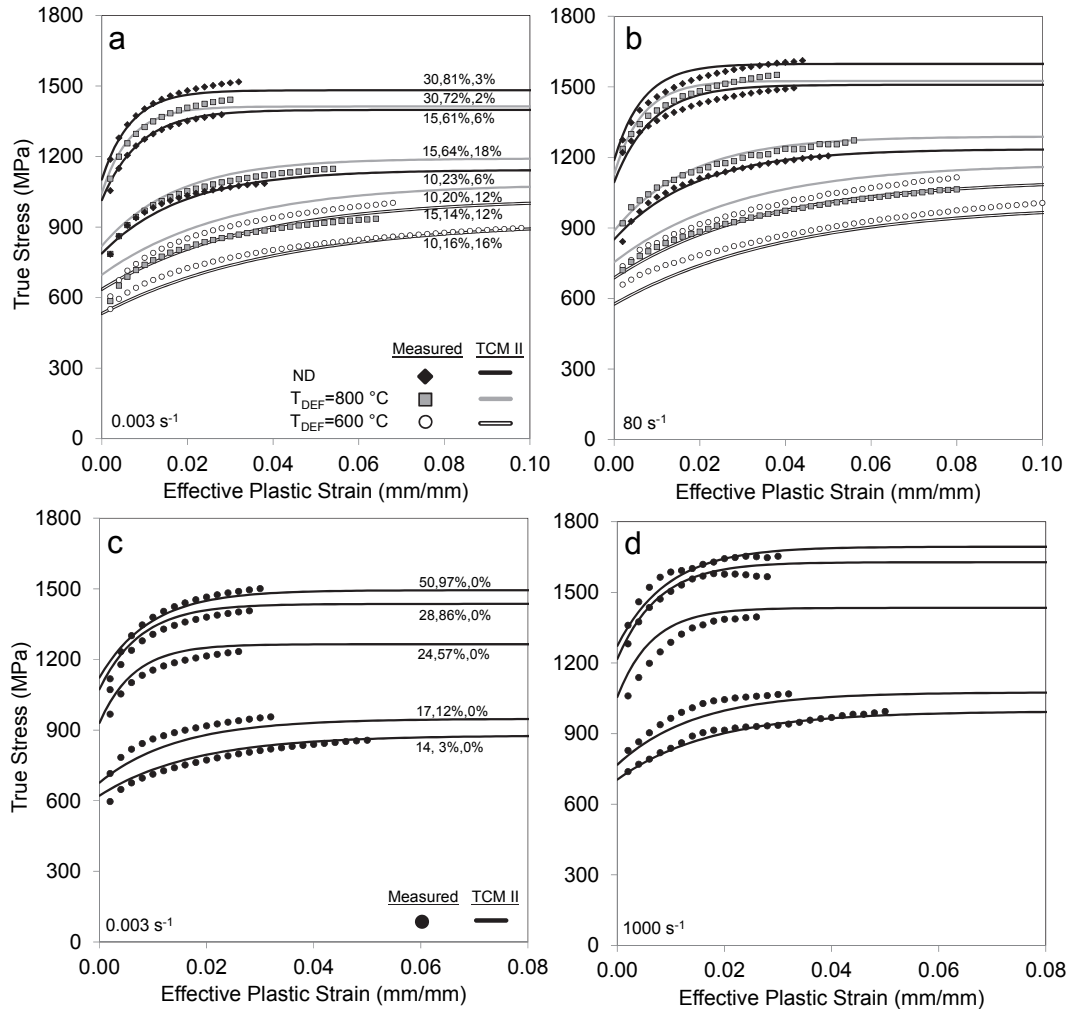 a
1800
1500
1200
900
600
300
0
True Stress (MPa)
30,81%,3%
30,72%,2%
15,61%,6%
15,64%,18%
10,23%,6%
10,20%,12%
15,14%,12%
10,16%,16%
Measured TCM II
ND
TDEF=800 °C
TDEF=600 °C
0.003 s-1
0.00 0.02 0.04 0.06 0.08 0.10
Effective Plastic Strain (mm/mm)
b
1800
1500
1200
900
600
300
0
80 s-1
0.00 0.02 0.04 0.06 0.08 0.10
Effective Plastic Strain (mm/mm)
c
1800
1500
1200
900
600
300
0
True Stress (MPa)
50,97%,0%
28,86%,0%
24,57%,0%
17,12%,0%
14, 3%,0%
Measured TCM II
0.003 s-1
0.00 0.02 0.04 0.06 0.08
Effective Plastic Strain (mm/mm)
d
1800
1500
1200
900
600
300
0
1000 s-1
0.00 0.02 0.04 0.06 0.08
Effective Plastic Strain (mm/mm)